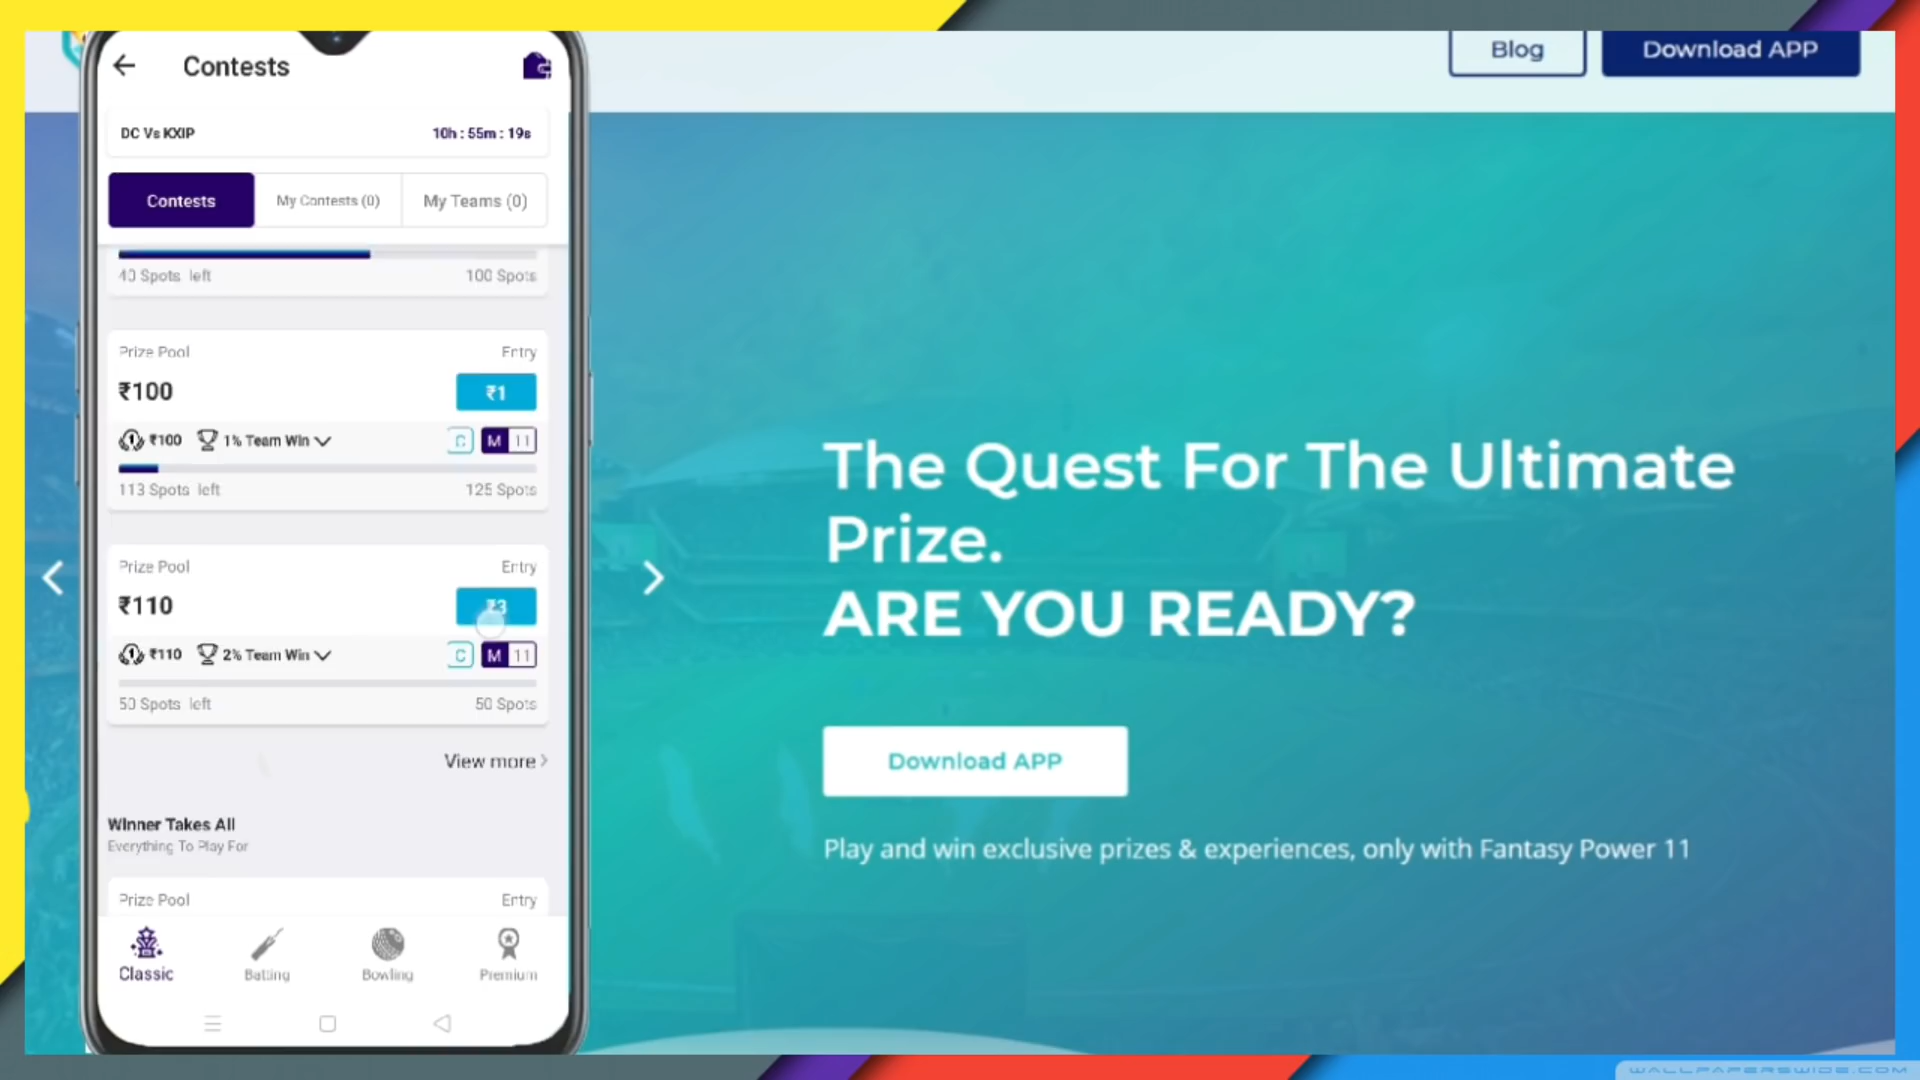 Contests
DC Vs KXIP
10h : 55m : 19s
Contests
My Contests (0)
My Teams (0)
40 Spots left
100 Spots
Prize Pool
Entry
₹100
₹1
₹100
1% Team Win
C
M 11
113 Spots left
125 Spots
Prize Pool
Entry
₹110
₹3
₹110
2% Team Win
C
M 11
50 Spots left
50 Spots
View more
Winner Takes All
Everything To Play For
Prize Pool
Entry
Classic
Batting
Bowling
Premium
Blog
Download APP
The Quest For The Ultimate
Prize.
ARE YOU READY?
Download APP
Play and win exclusive prizes & experiences, only with Fantasy Power 11
WALLPAPERSWIDE.COM